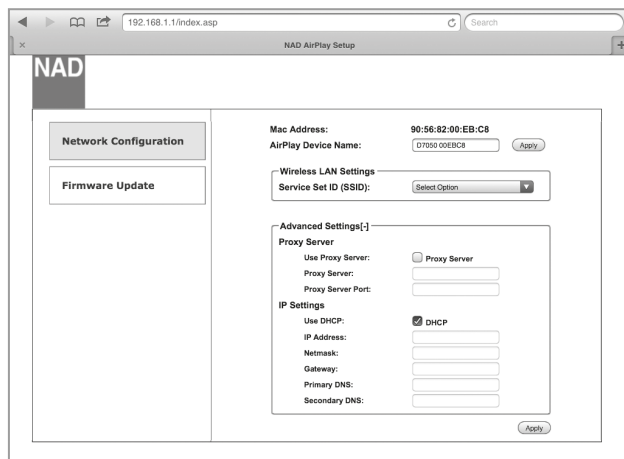 192.168.1.1/index.asp
Search
NAD AirPlay Setup
NAD
Network Configuration
Firmware Update
Mac Address: 90:56:82:00:EB:C8
AirPlay Device Name: D7050 00EBC8 Apply
Wireless LAN Settings
Service Set ID (SSID): Select Option
Advanced Settings[-]
Proxy Server
Use Proxy Server: Proxy Server
Proxy Server:
Proxy Server Port:
IP Settings
Use DHCP: DHCP
IP Address:
Netmask:
Gateway:
Primary DNS:
Secondary DNS:
Apply